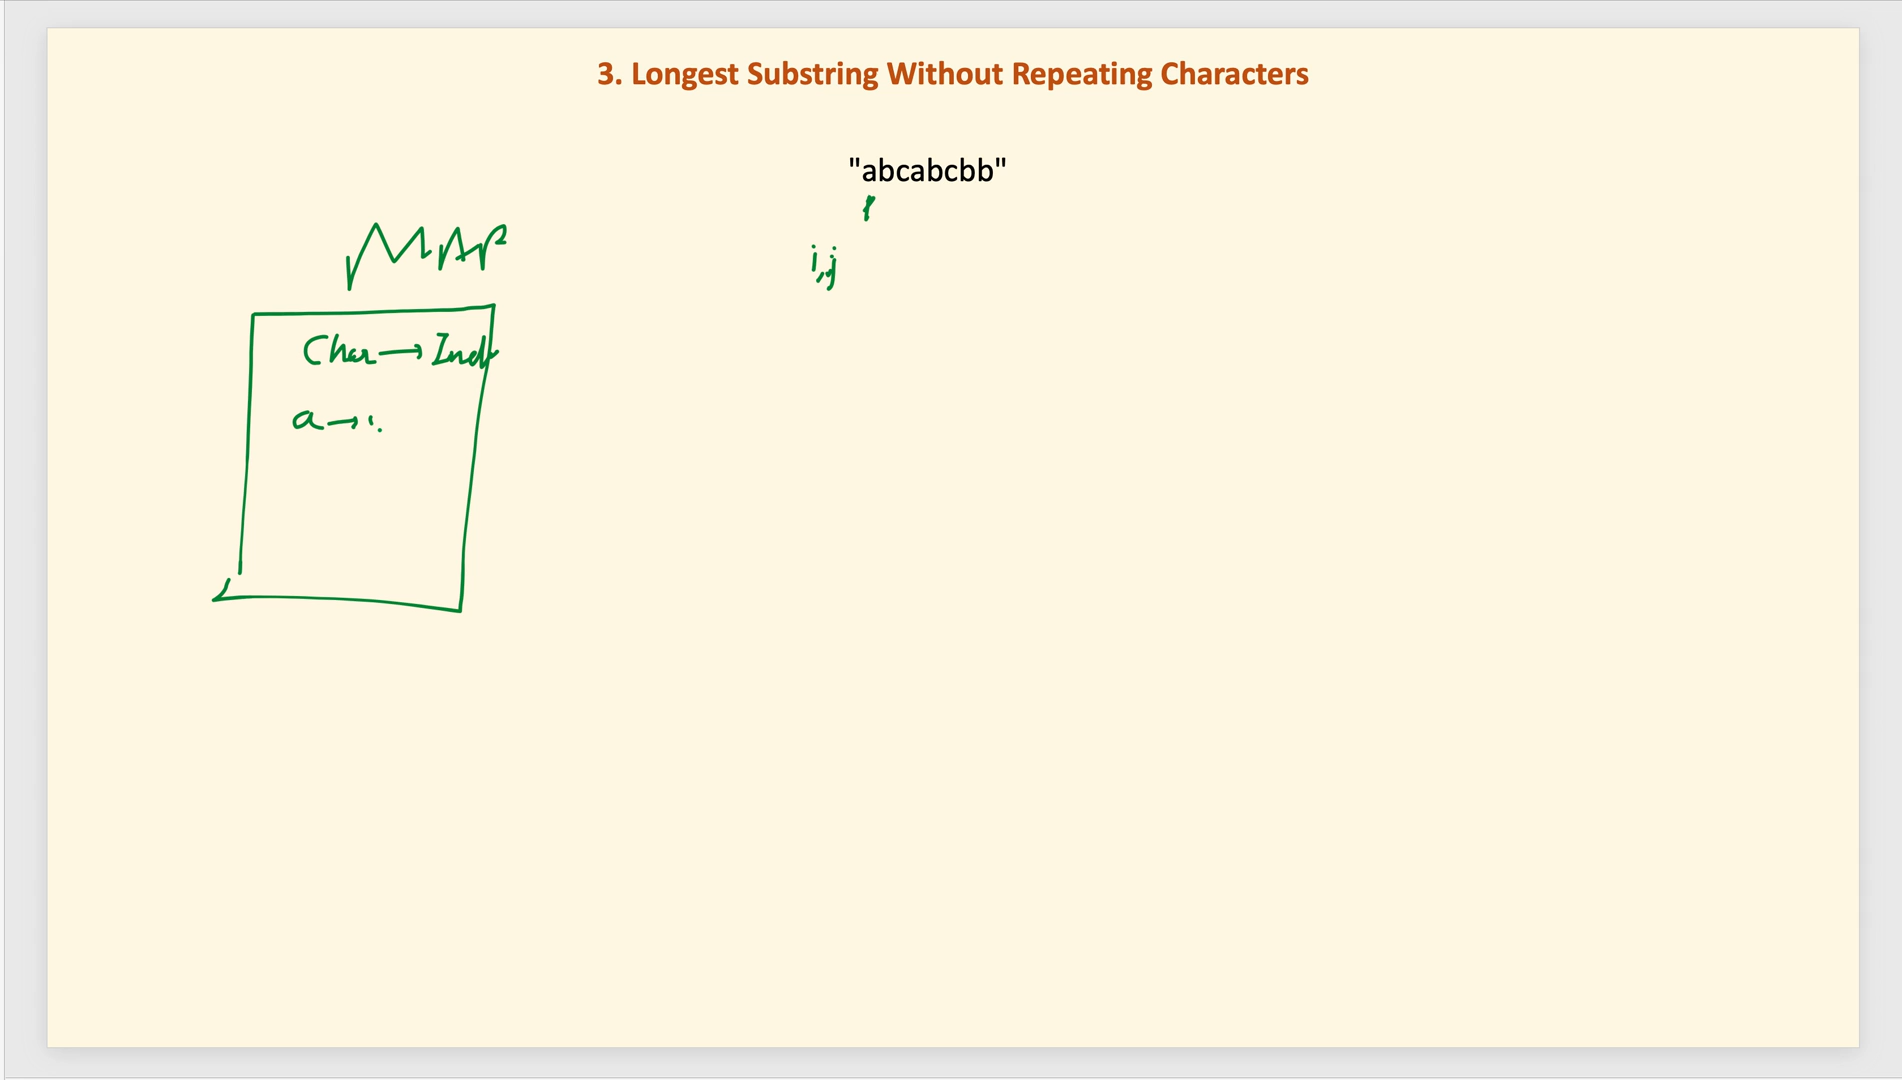 3. Longest Substring Without Repeating Characters
"abcabcbb"
MAP
i,j
Char → Ind
a →